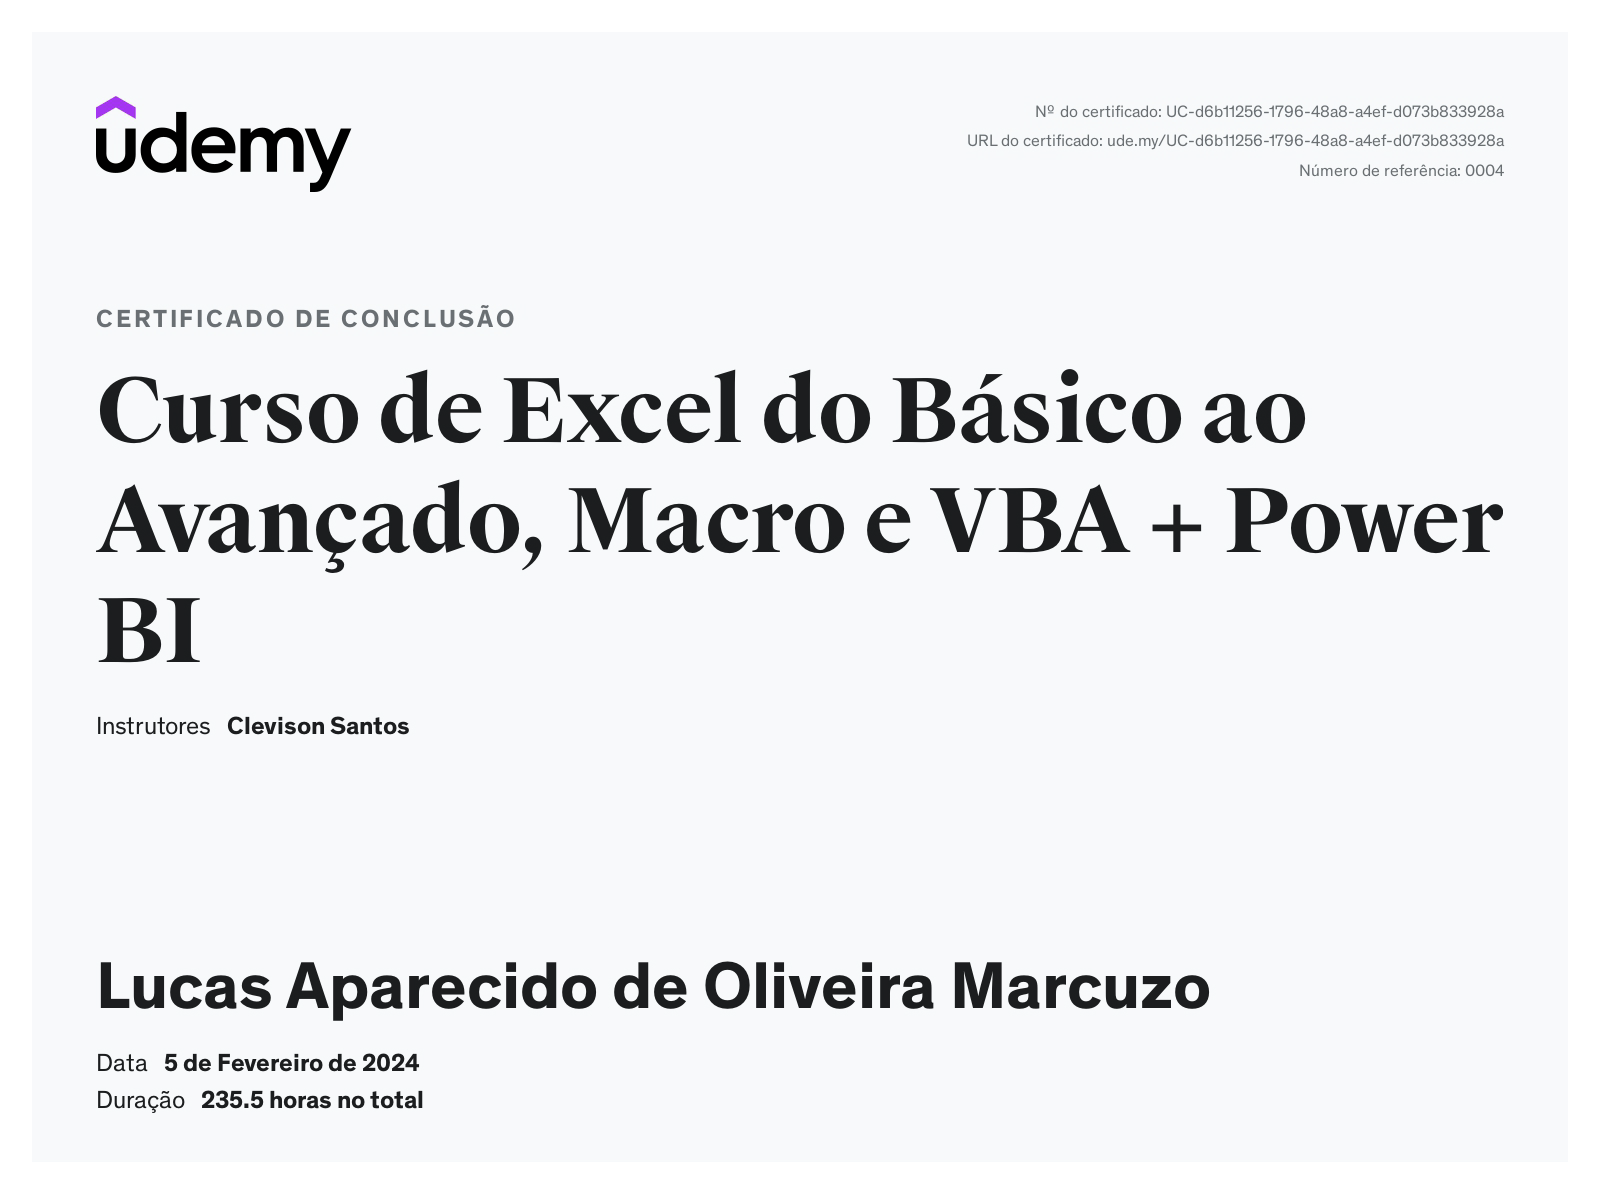 udemy
Nº do certificado: UC-d6b11256-1796-48a8-a4ef-d073b833928a
URL do certificado: ude.my/UC-d6b11256-1796-48a8-a4ef-d073b833928a
Número de referência: 0004
CERTIFICADO DE CONCLUSÃO
Curso de Excel do Básico ao
Avançado, Macro e VBA + Power
BI
Instrutores Clevison Santos
Lucas Aparecido de Oliveira Marcuzo
Data 5 de Fevereiro de 2024
Duração 235.5 horas no total